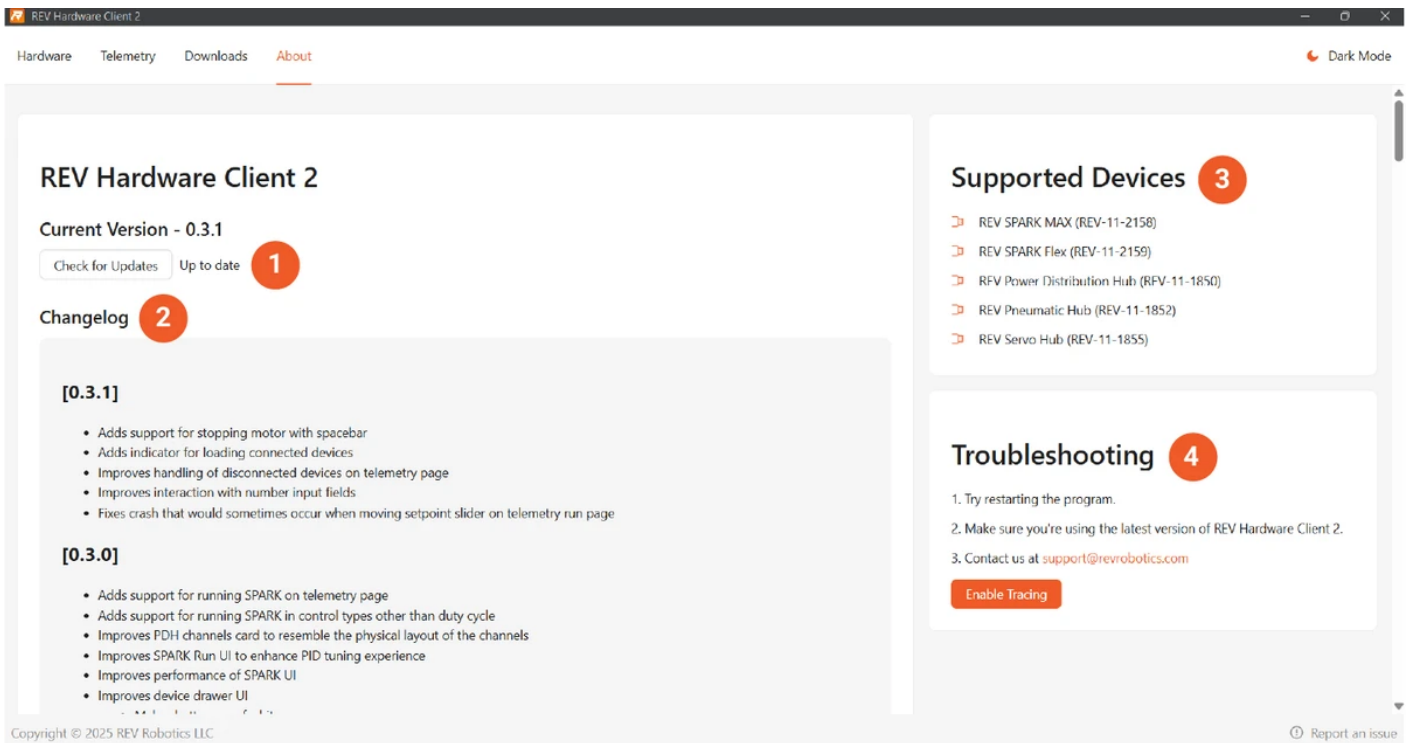 REV Hardware Client 2
Hardware Telemetry Downloads About Dark Mode
REV Hardware Client 2
Current Version - 0.3.1
Check for Updates Up to date 1
Changelog 2
[0.3.1]
• Adds support for stopping motor with spacebar
• Adds indicator for loading connected devices
• Improves handling of disconnected devices on telemetry page
• Improves interaction with number input fields
• Fixes crash that would sometimes occur when moving setpoint slider on telemetry run page
[0.3.0]
• Adds support for running SPARK on telemetry page
• Adds support for running SPARK in control types other than duty cycle
• Improves PDH channels card to resemble the physical layout of the channels
• Improves SPARK Run UI to enhance PID tuning experience
• Improves performance of SPARK UI
• Improves device drawer UI
Supported Devices 3
REV SPARK MAX (REV-11-2158)
REV SPARK Flex (REV-11-2159)
REV Power Distribution Hub (REV-11-1850)
REV Pneumatic Hub (REV-11-1852)
REV Servo Hub (REV-11-1855)
Troubleshooting 4
1. Try restarting the program.
2. Make sure you're using the latest version of REV Hardware Client 2.
3. Contact us at support@revrobotics.com
Enable Tracing
Copyright © 2025 REV Robotics LLC
Report an issue